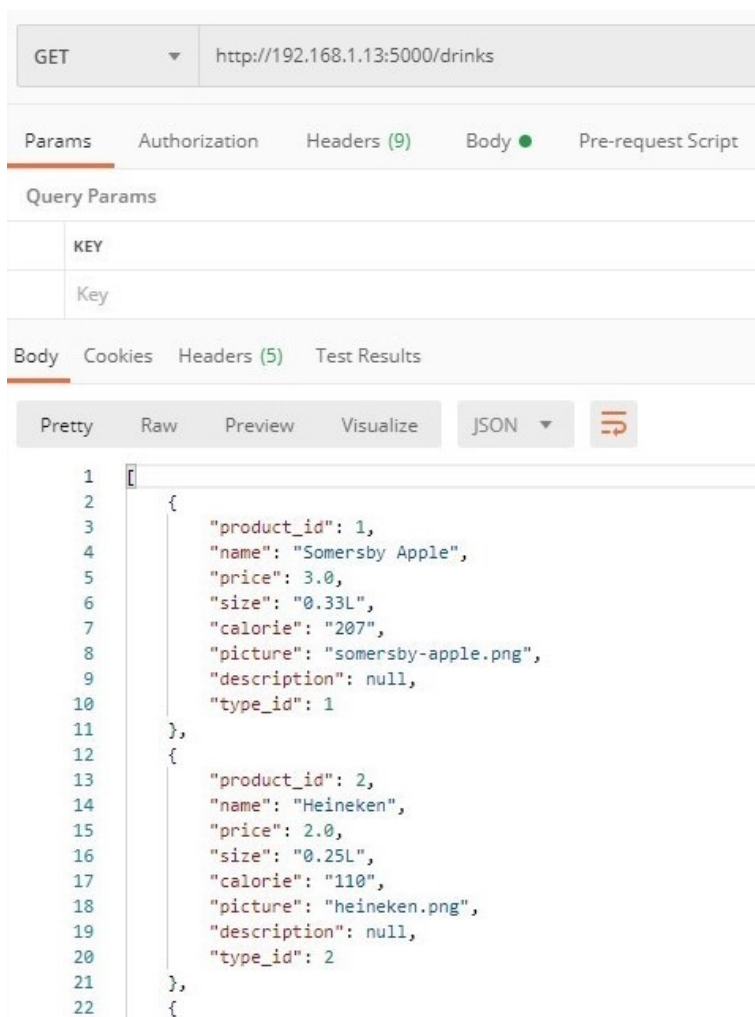 GET http://192.168.1.13:5000/drinks
Params Authorization Headers (9) Body Pre-request Script
Query Params
KEY
Key
Body Cookies Headers (5) Test Results
Pretty Raw Preview Visualize JSON
1 [
2 {
3 "product_id": 1,
4 "name": "Somersby Apple",
5 "price": 3.0,
6 "size": "0.33L",
7 "calorie": "207",
8 "picture": "somersby-apple.png",
9 "description": null,
10 "type_id": 1
11 },
12 {
13 "product_id": 2,
14 "name": "Heineken",
15 "price": 2.0,
16 "size": "0.25L",
17 "calorie": "110",
18 "picture": "heineken.png",
19 "description": null,
20 "type_id": 2
21 },
22 {